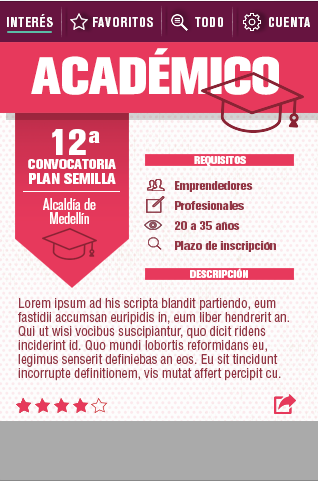 INTERÉS FAVORITOS TODO CUENTA
ACADÉMICO
12ª
CONVOCATORIA
PLAN SEMILLA
Alcaldía de
Medellín
REQUISITOS
Emprendedores
Profesionales
20 a 35 años
Plazo de inscripción
DESCRIPCIÓN
Lorem ipsum ad his scripta blandit partiendo, eum
fastidii accumsan euripidis in, eum liber hendrerit an.
Qui ut wisi vocibus suscipiantur, quo dicit ridens
inciderint id. Quo mundi lobortis reformidans eu,
legimus senserit definiebas an eos. Eu sit tincidunt
incorrupte definitionem, vis mutat affert percipit cu.